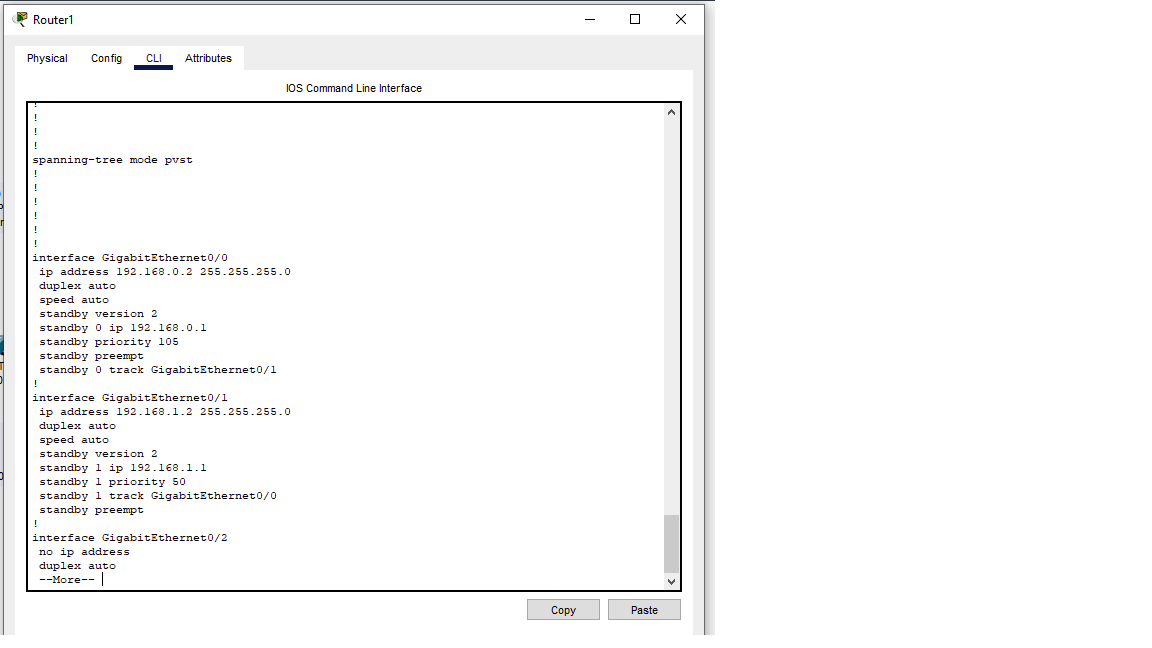 Router1
Physical Config CLI Attributes
IOS Command Line Interface
!
!
!
!
spanning-tree mode pvst
!
!
!
!
!
!
interface GigabitEthernet0/0
ip address 192.168.0.2 255.255.255.0
duplex auto
speed auto
standby version 2
standby 0 ip 192.168.0.1
standby priority 105
standby preempt
standby 0 track GigabitEthernet0/1
!
interface GigabitEthernet0/1
ip address 192.168.1.2 255.255.255.0
duplex auto
speed auto
standby version 2
standby 1 ip 192.168.1.1
standby 1 priority 50
standby 1 track GigabitEthernet0/0
standby preempt
!
interface GigabitEthernet0/2
no ip address
duplex auto
--More--
Copy Paste